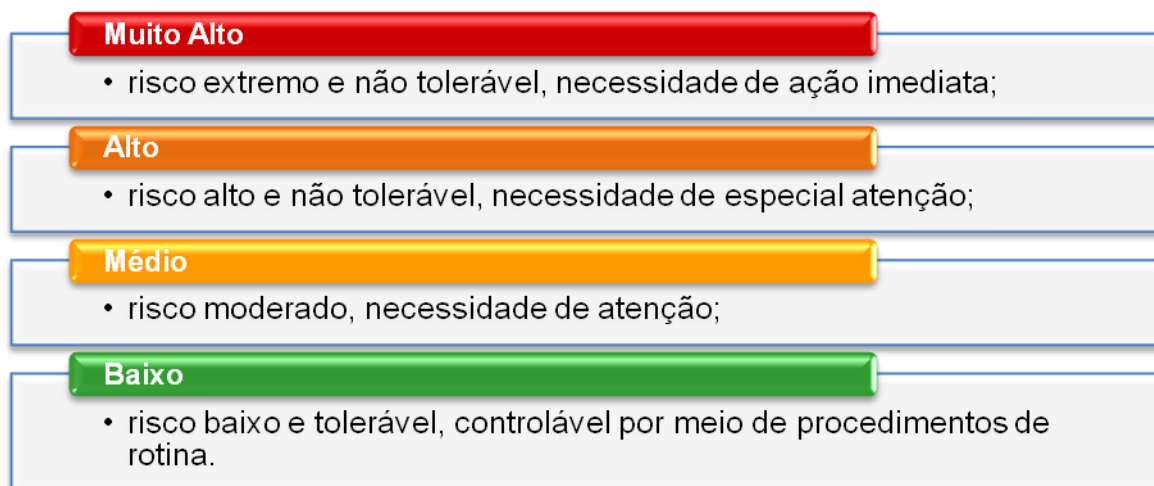 Muito Alto
• risco extremo e não tolerável, necessidade de ação imediata;
Alto
• risco alto e não tolerável, necessidade de especial atenção;
Médio
• risco moderado, necessidade de atenção;
Baixo
• risco baixo e tolerável, controlável por meio de procedimentos de
rotina.